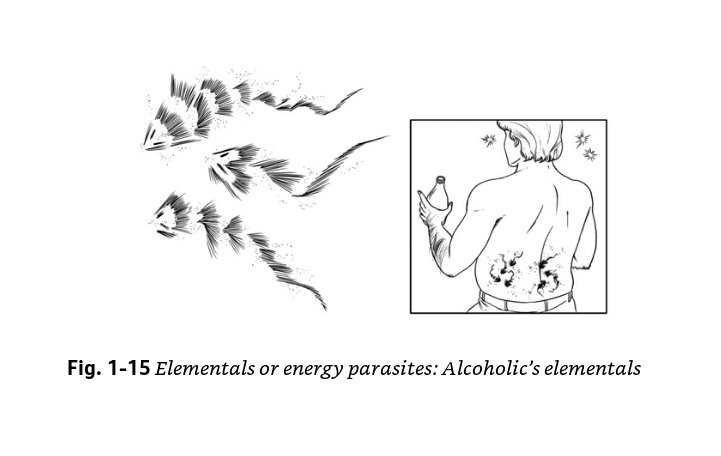 Fig. 1-15 Elementals or energy parasites: Alcoholic’s elementals